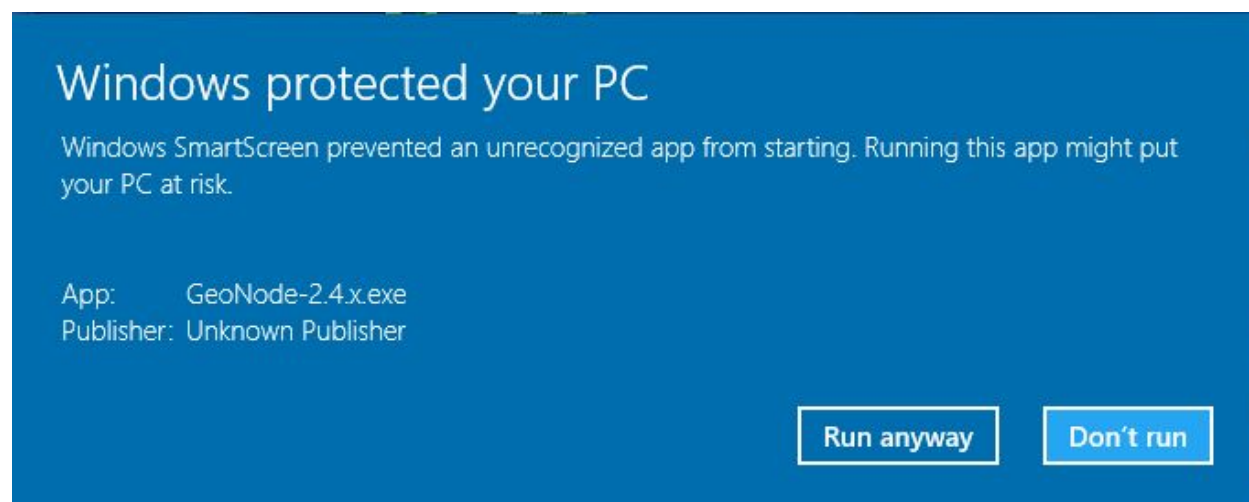 Windows protected your PC
Windows SmartScreen prevented an unrecognized app from starting. Running this app might put
your PC at risk.
App: GeoNode-2.4.x.exe
Publisher: Unknown Publisher
Run anyway Don't run